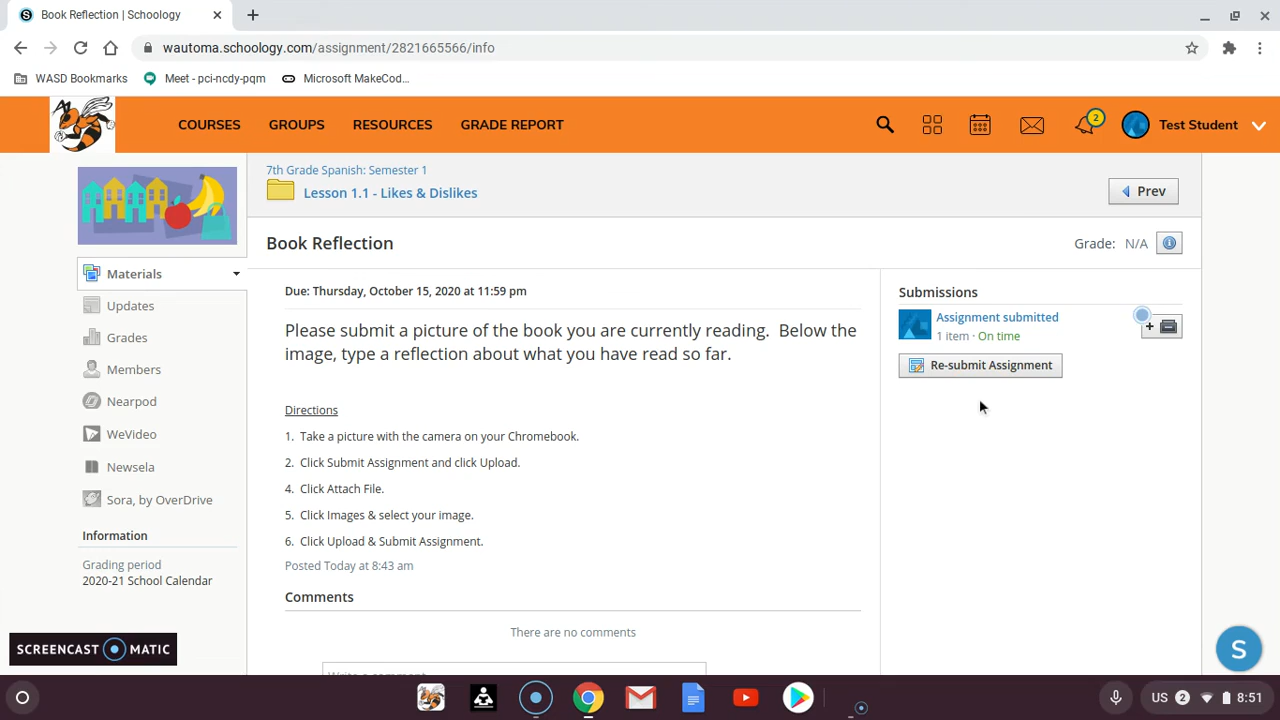 Book Reflection | Schoology
wautoma.schoology.com/assignment/2821665566/info
WASD Bookmarks Meet - pci-ncdy-pqm Microsoft MakeCod...
COURSES GROUPS RESOURCES GRADE REPORT 2 Test Student
7th Grade Spanish: Semester 1
Lesson 1.1 - Likes & Dislikes
Prev
Book Reflection
Grade: N/A
Materials
Updates
Grades
Members
Nearpod
WeVideo
Newsela
Sora, by OverDrive
Information
Grading period
2020-21 School Calendar
Due: Thursday, October 15, 2020 at 11:59 pm
Please submit a picture of the book you are currently reading. Below the
image, type a reflection about what you have read so far.
Directions
1. Take a picture with the camera on your Chromebook.
2. Click Submit Assignment and click Upload.
4. Click Attach File.
5. Click Images & select your image.
6. Click Upload & Submit Assignment.
Posted Today at 8:43 am
Comments
There are no comments
Submissions
Assignment submitted
1 item · On time
Re-submit Assignment
SCREENCAST MATIC
S
US 2 8:51